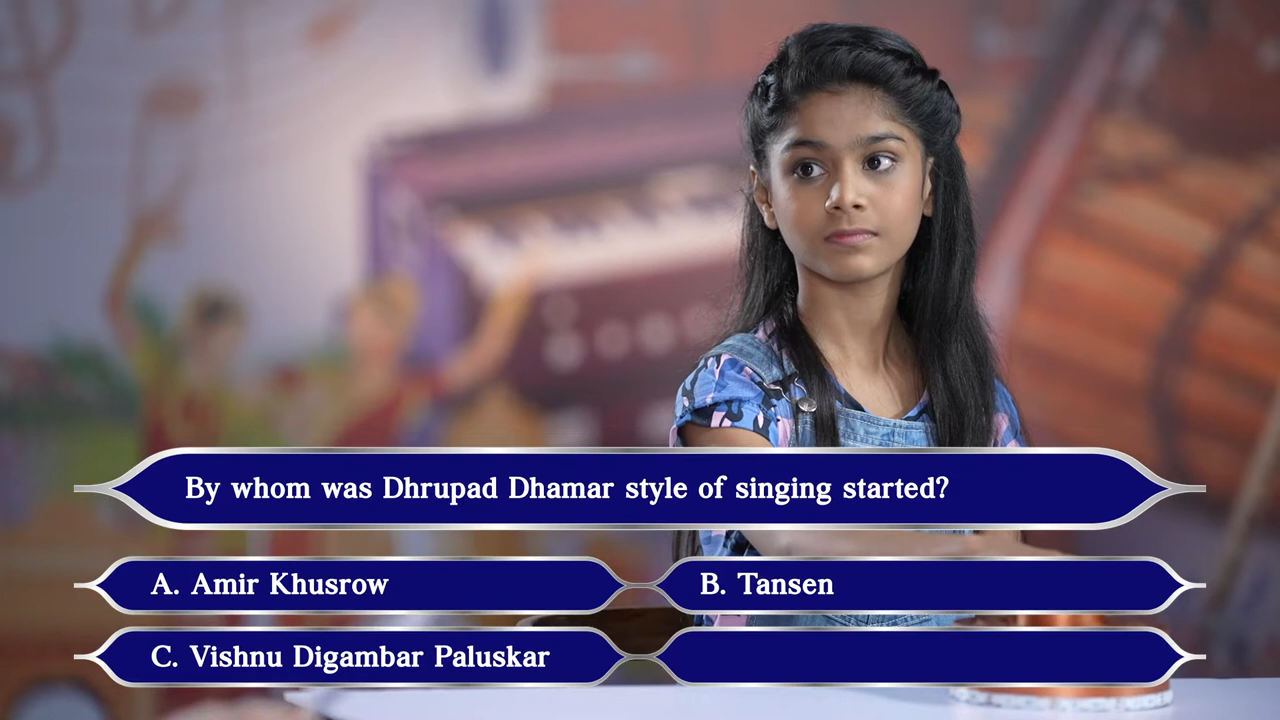 By whom was Dhrupad Dhamar style of singing started?
A. Amir Khusrow
B. Tansen
C. Vishnu Digambar Paluskar